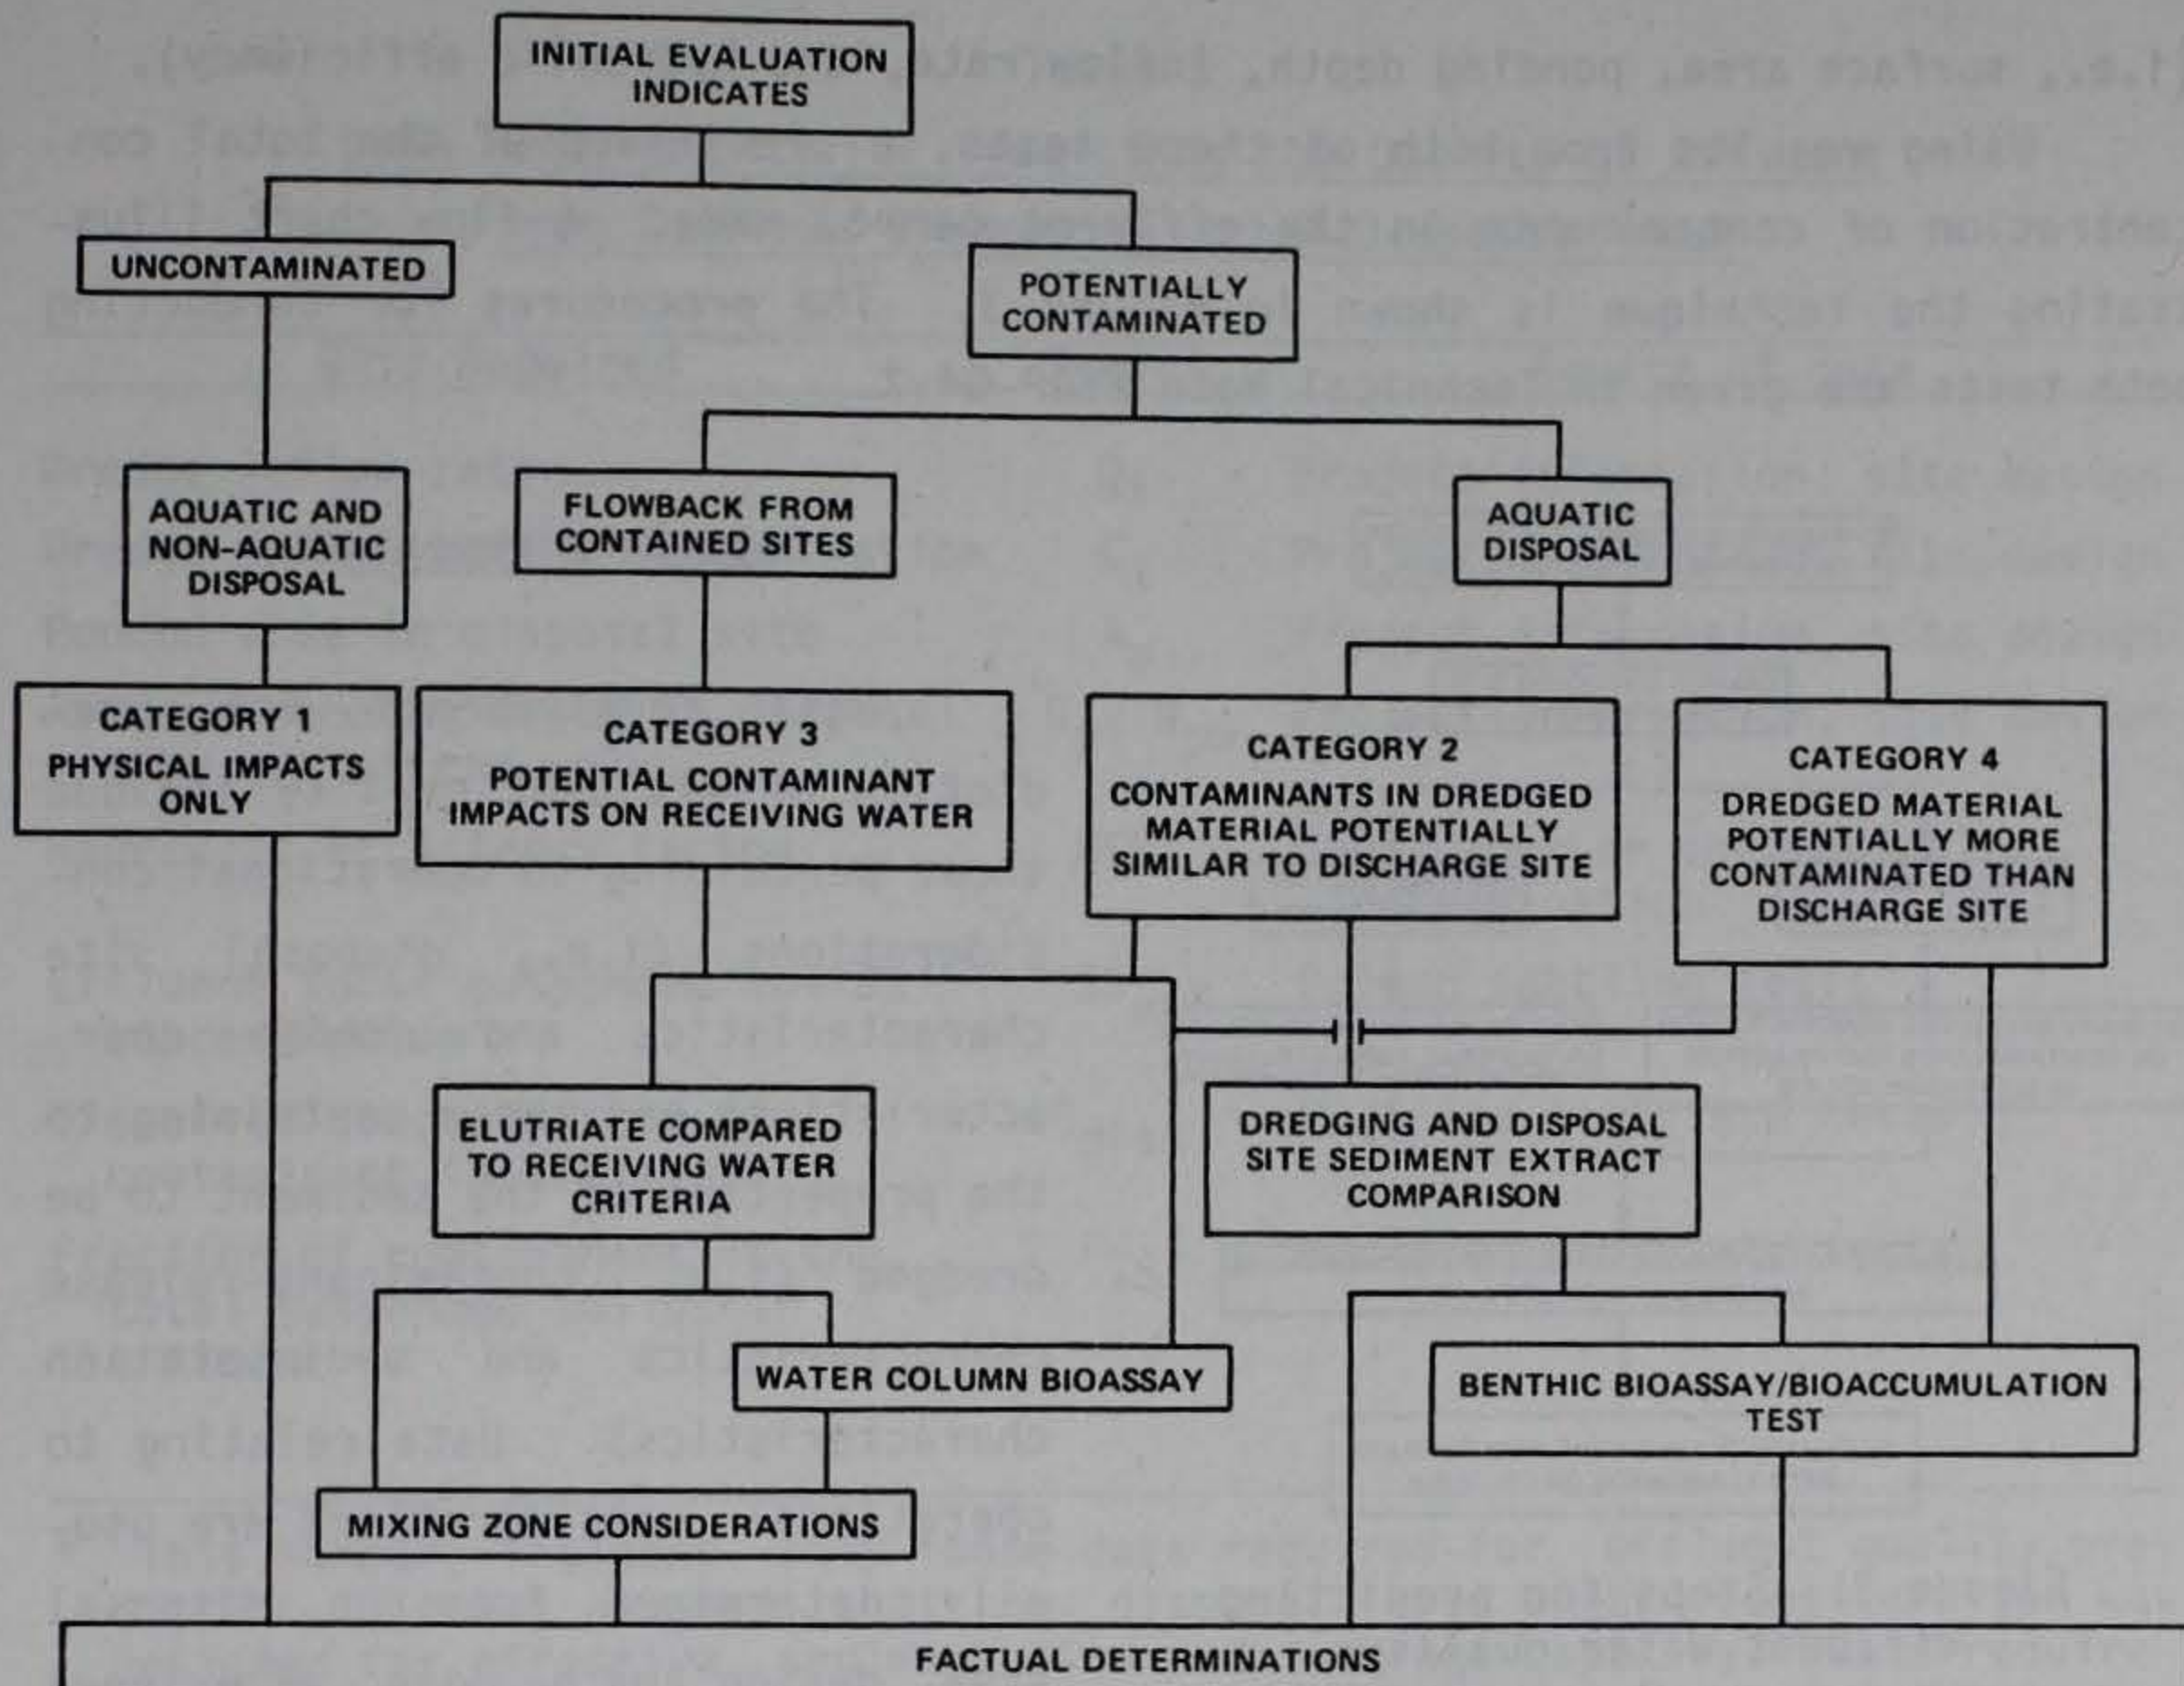 INITIAL EVALUATION
INDICATES
UNCONTAMINATED
POTENTIALLY
CONTAMINATED
AQUATIC AND
NON-AQUATIC
DISPOSAL
FLOWBACK FROM
CONTAINED SITES
AQUATIC
DISPOSAL
CATEGORY 1
PHYSICAL IMPACTS
ONLY
CATEGORY 3
POTENTIAL CONTAMINANT
IMPACTS ON RECEIVING WATER
CATEGORY 2
CONTAMINANTS IN DREDGED
MATERIAL POTENTIALLY
SIMILAR TO DISCHARGE SITE
CATEGORY 4
DREDGED MATERIAL
POTENTIALLY MORE
CONTAMINATED THAN
DISCHARGE SITE
ELUTRIATE COMPARED
TO RECEIVING WATER
CRITERIA
DREDGING AND DISPOSAL
SITE SEDIMENT EXTRACT
COMPARISON
WATER COLUMN BIOASSAY
BENTHIC BIOASSAY/BIOACCUMULATION
TEST
MIXING ZONE CONSIDERATIONS
FACTUAL DETERMINATIONS